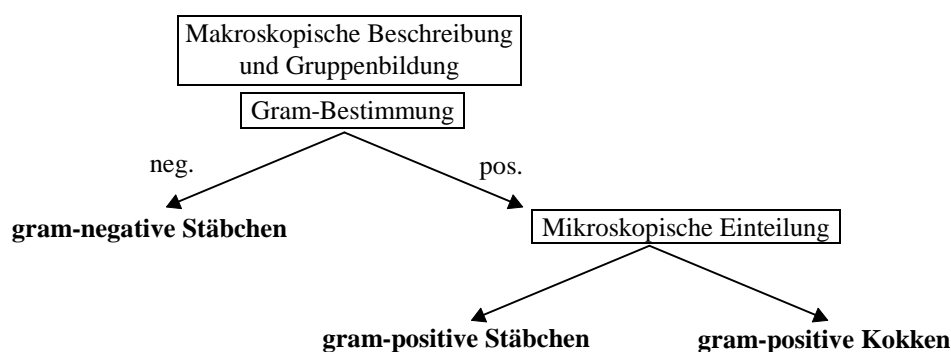 Makroskopische Beschreibung
und Gruppenbildung
Gram-Bestimmung
neg.
pos.
gram-negative Stäbchen
Mikroskopische Einteilung
gram-positive Stäbchen
gram-positive Kokken